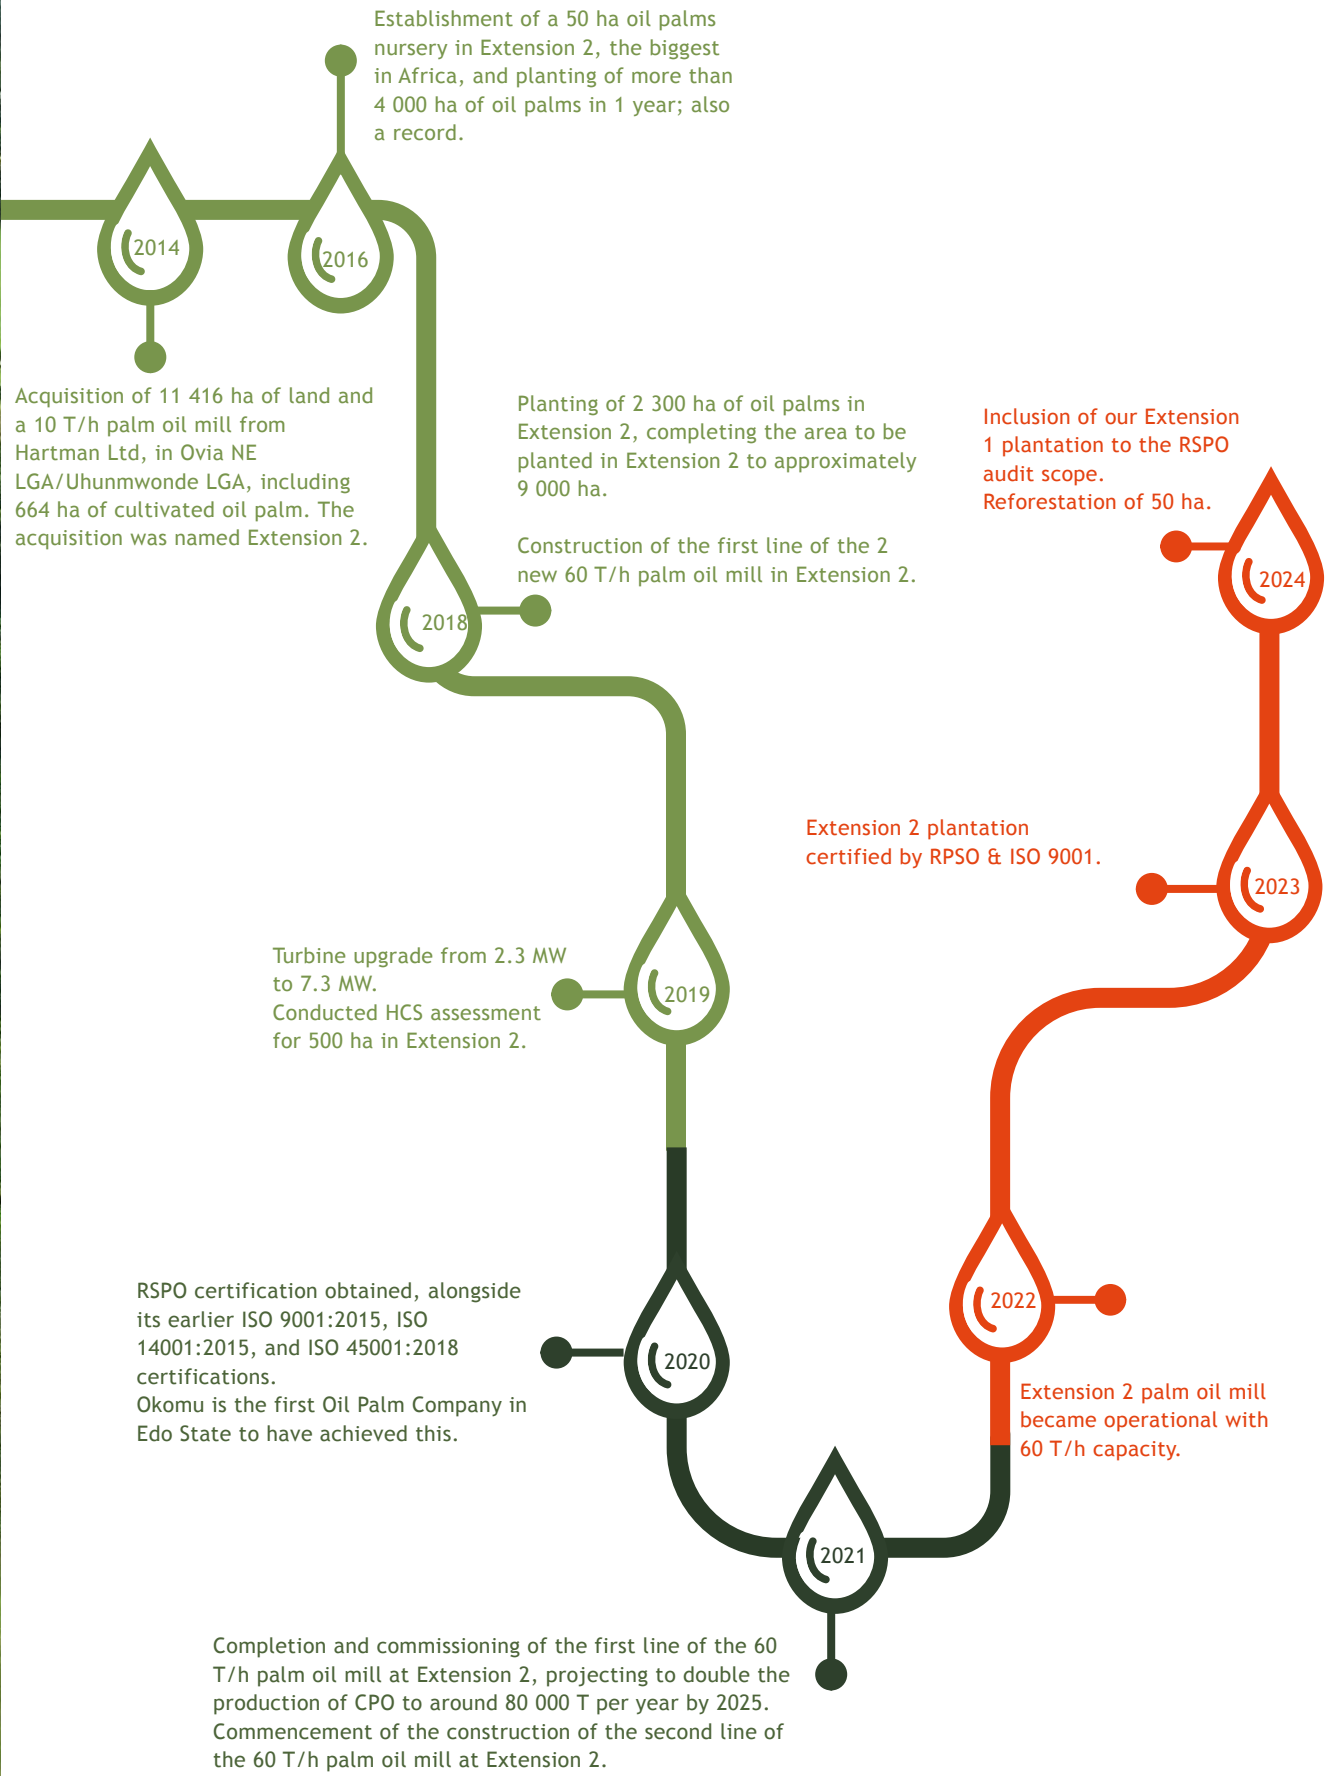 Establishment of a 50 ha oil palms
nursery in Extension 2, the biggest
in Africa, and planting of more than
4 000 ha of oil palms in 1 year; also
a record.
2014
2016
Acquisition of 11 416 ha of land and
a 10 T/h palm oil mill from
Hartman Ltd, in Ovia NE
LGA/Uhunmwonde LGA, including
664 ha of cultivated oil palm. The
acquisition was named Extension 2.
Planting of 2 300 ha of oil palms in
Extension 2, completing the area to be
planted in Extension 2 to approximately
9 000 ha.
Construction of the first line of the 2
new 60 T/h palm oil mill in Extension 2.
2018
Inclusion of our Extension
1 plantation to the RSPO
audit scope.
Reforestation of 50 ha.
2024
Extension 2 plantation
certified by RPSO & ISO 9001.
2023
Turbine upgrade from 2.3 MW
to 7.3 MW.
Conducted HCS assessment
for 500 ha in Extension 2.
2019
RSPO certification obtained, alongside
its earlier ISO 9001:2015, ISO
14001:2015, and ISO 45001:2018
certifications.
Okomu is the first Oil Palm Company in
Edo State to have achieved this.
2020
2022
Extension 2 palm oil mill
became operational with
60 T/h capacity.
2021
Completion and commissioning of the first line of the 60
T/h palm oil mill at Extension 2, projecting to double the
production of CPO to around 80 000 T per year by 2025.
Commencement of the construction of the second line of
the 60 T/h palm oil mill at Extension 2.